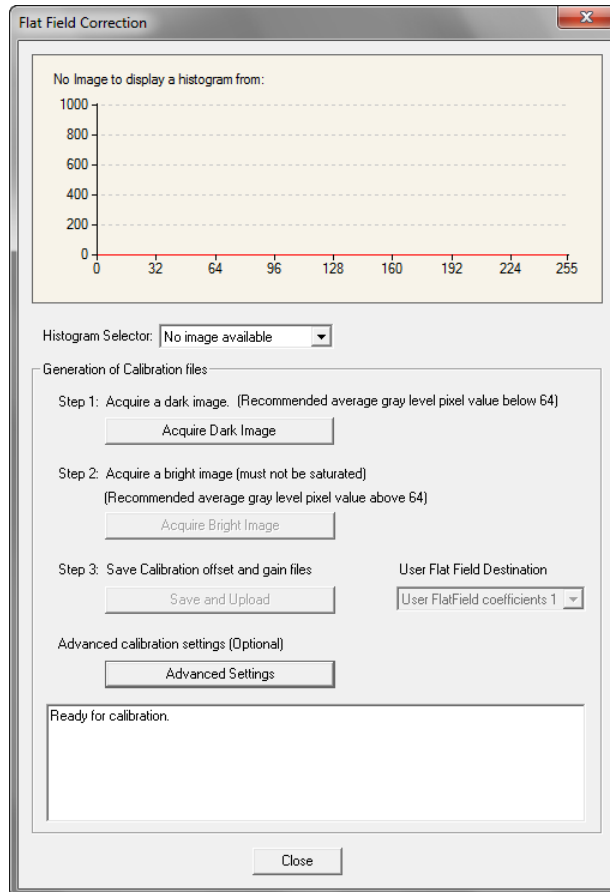 Flat Field Correction
No Image to display a histogram from:
1000
800
600
400
200
0
0 32 64 96 128 160 192 224 255
Histogram Selector: No image available
Generation of Calibration files
Step 1: Acquire a dark image. (Recommended average gray level pixel value below 64)
Acquire Dark Image
Step 2: Acquire a bright image (must not be saturated)
(Recommended average gray level pixel value above 64)
Acquire Bright Image
Step 3: Save Calibration offset and gain files User Flat Field Destination
Save and Upload User FlatField coefficients 1
Advanced calibration settings (Optional)
Advanced Settings
Ready for calibration.
Close